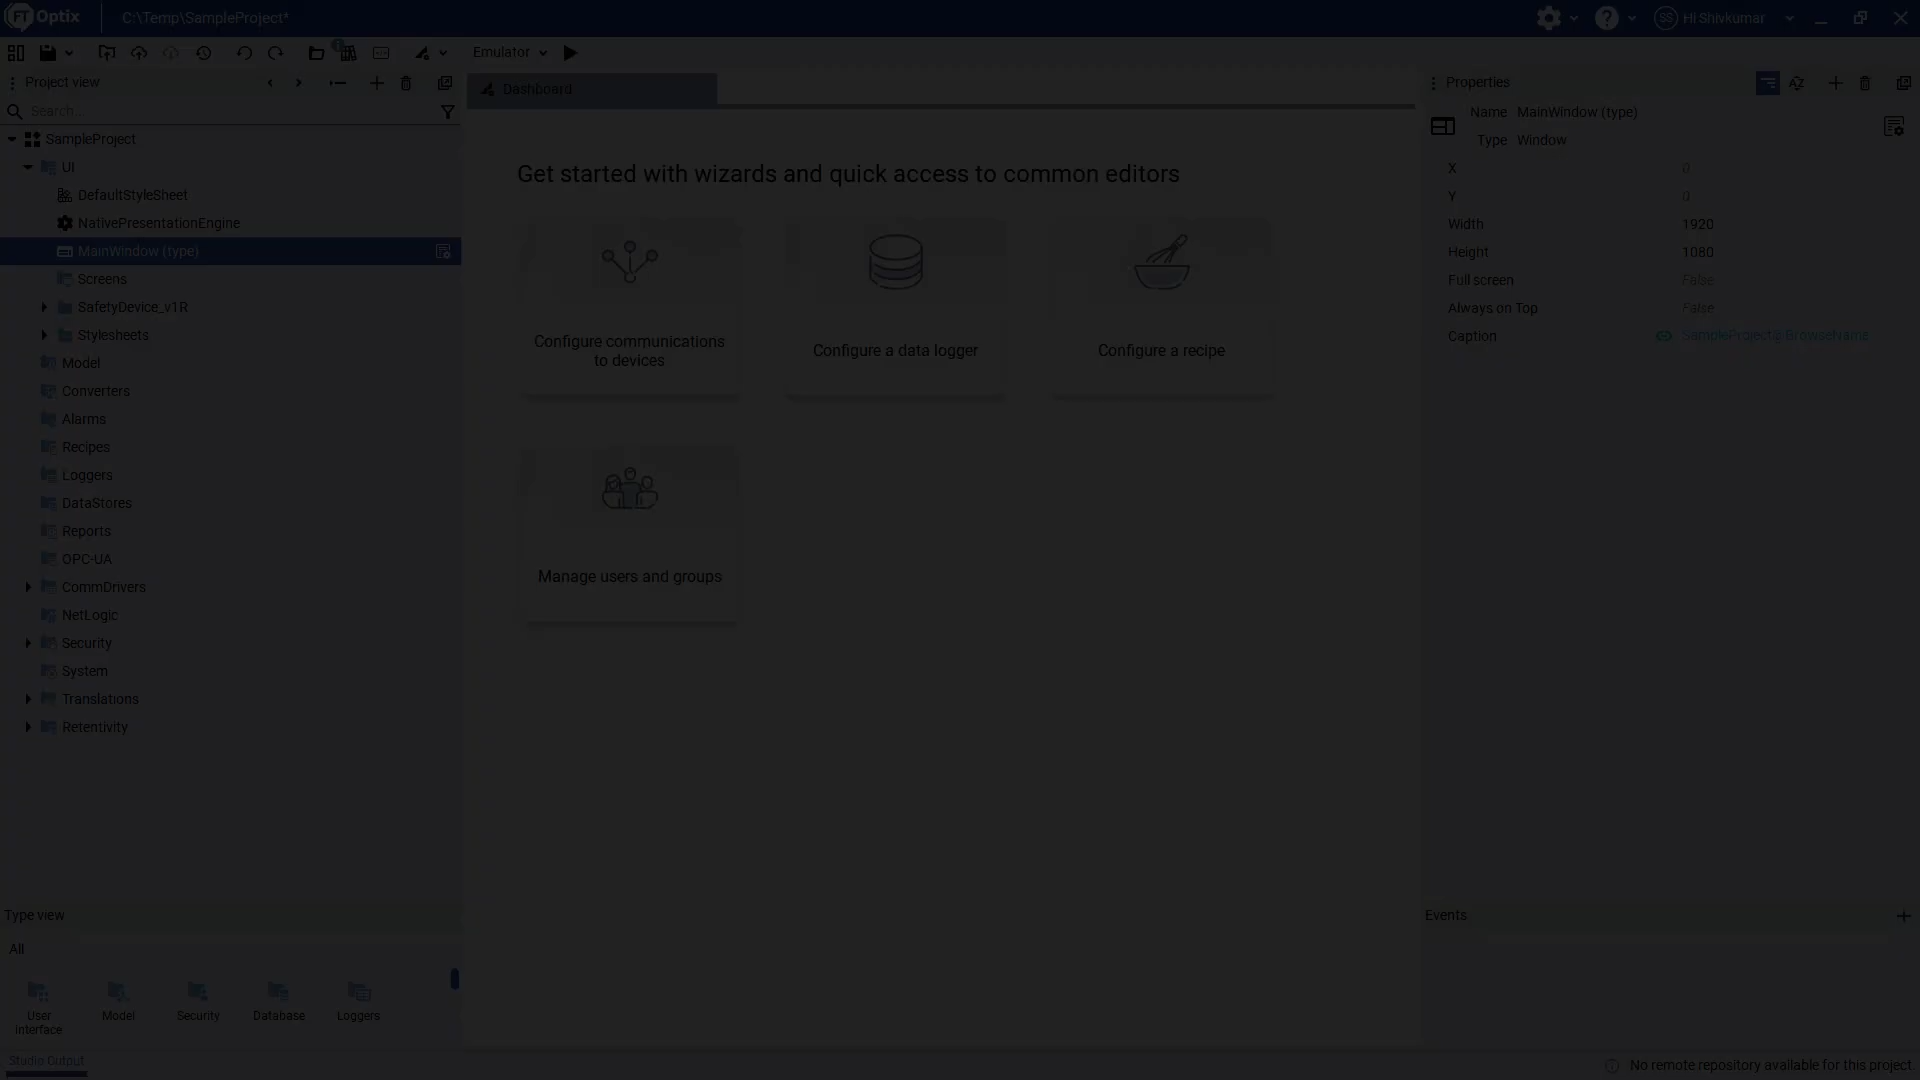 FT Optix
C:\Temp\SampleProject*
SS
Hi Shivkumar
Emulator
Project view
Search...
SampleProject
UI
DefaultStyleSheet
NativePresentationEngine
MainWindow (type)
Screens
SafetyDevice_v1R
Stylesheets
Model
Converters
Alarms
Recipes
Loggers
DataStores
Reports
OPC-UA
CommDrivers
NetLogic
Security
System
Translations
Retentivity
Type view
All
User
Interface
Model
Security
Database
Loggers
Studio Output
Dashboard
Get started with wizards and quick access to common editors
Configure communications
to devices
Configure a data logger
Configure a recipe
Manage users and groups
Properties
Name MainWindow (type)
Type Window
X 0
Y 0
Width 1920
Height 1080
Full screen False
Always on Top False
Caption SampleProject@BrowseName
Events
No remote repository available for this project.